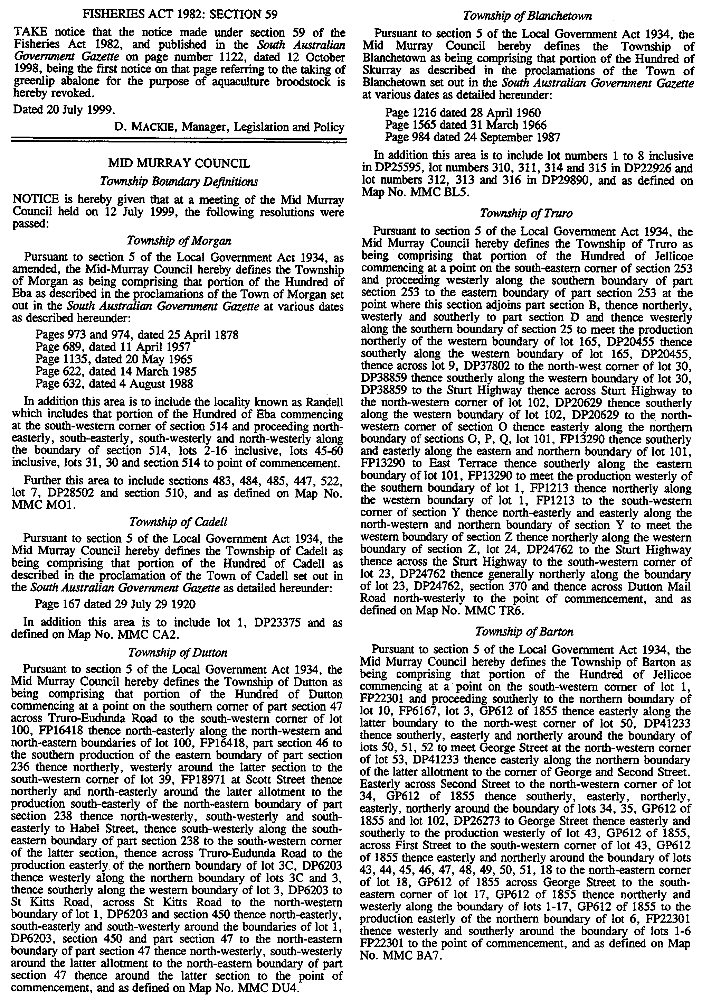 FISHERIES ACT 1982: SECTION 59
TAKE notice that the notice made under section 59 of the
Fisheries Act 1982, and published in the South Australian
Government Gazette on page number 1122, dated 12 October
1998, being the first notice on that page referring to the taking of
greenlip abalone for the purpose of aquaculture broodstock is
hereby revoked.
Dated 20 July 1999.
D. MACKIE, Manager, Legislation and Policy
MID MURRAY COUNCIL
Township Boundary Definitions
NOTICE is hereby given that at a meeting of the Mid Murray
Council held on 12 July 1999, the following resolutions were
passed:
Township of Morgan
Pursuant to section 5 of the Local Government Act 1934, as
amended, the Mid-Murray Council hereby defines the Township
of Morgan as being comprising that portion of the Hundred of
Eba as described in the proclamations of the Town of Morgan set
out in the South Australian Government Gazette at various dates
as described hereunder:
Pages 973 and 974, dated 25 April 1878
Page 689, dated 11 April 1957
Page 1135, dated 20 May 1965
Page 622, dated 14 March 1985
Page 632, dated 4 August 1988
In addition this area is to include the locality known as Randell
which includes that portion of the Hundred of Eba commencing
at the south-western corner of section 514 and proceeding north-
easterly, south-easterly, south-westerly and north-westerly along
the boundary of section 514, lots 2-16 inclusive, lots 45-60
inclusive, lots 31, 30 and section 514 to point of commencement.
Further this area to include sections 483, 484, 485, 447, 522,
lot 7, DP28502 and section 510, and as defined on Map No.
MMC MO1.
Township of Cadell
Pursuant to section 5 of the Local Government Act 1934, the
Mid Murray Council hereby defines the Township of Cadell as
being comprising that portion of the Hundred of Cadell as
described in the proclamation of the Town of Cadell set out in
the South Australian Government Gazette as detailed hereunder:
Page 167 dated 29 July 29 1920
In addition this area is to include lot 1, DP23375 and as
defined on Map No. MMC CA2.
Township of Dutton
Pursuant to section 5 of the Local Government Act 1934, the
Mid Murray Council hereby defines the Township of Dutton as
being comprising that portion of the Hundred of Dutton
commencing at a point on the southern corner of part section 47
across Truro-Eudunda Road to the south-western corner of lot
100, FP16418 thence north-easterly along the north-western and
north-eastern boundaries of lot 100, FP16418, part section 46 to
the southern production of the eastern boundary of part section
236 thence northerly, westerly around the latter section to the
south-western corner of lot 39, FP18971 at Scott Street thence
northerly and north-easterly around the latter allotment to the
production south-easterly of the north-eastern boundary of part
section 238 thence north-westerly, south-westerly and south-
easterly to Habel Street, thence south-westerly along the south-
eastern boundary of part section 238 to the south-western corner
of the latter section, thence across Truro-Eudunda Road to the
production easterly of the northern boundary of lot 3C, DP6203
thence westerly along the northern boundary of lots 3C and 3,
thence southerly along the western boundary of lot 3, DP6203 to
St Kitts Road, across St Kitts Road to the north-western
boundary of lot 1, DP6203 and section 450 thence north-easterly,
south-easterly and south-westerly around the boundaries of lot 1,
DP6203, section 450 and part section 47 to the north-eastern
boundary of part section 47 thence north-westerly, south-westerly
around the latter allotment to the north-eastern boundary of part
section 47 thence around the latter section to the point of
commencement, and as defined on Map No. MMC DU4.
Township of Blanchetown
Pursuant to section 5 of the Local Government Act 1934, the
Mid Murray Council hereby defines the Township of
Blanchetown as being comprising that portion of the Hundred of
Skurray as described in the proclamations of the Town of
Blanchetown set out in the South Australian Government Gazette
at various dates as detailed hereunder:
Page 1216 dated 28 April 1960
Page 1565 dated 31 March 1966
Page 984 dated 24 September 1987
In addition this area is to include lot numbers 1 to 8 inclusive
in DP25595, lot numbers 310, 311, 314 and 315 in DP22926 and
lot numbers 312, 313 and 316 in DP29890, and as defined on
Map No. MMC BL5.
Township of Truro
Pursuant to section 5 of the Local Government Act 1934, the
Mid Murray Council hereby defines the Township of Truro as
being comprising that portion of the Hundred of Jellicoe
commencing at a point on the south-eastern corner of section 253
and proceeding westerly along the southern boundary of part
section 253 to the eastern boundary of part section 253 at the
point where this section adjoins part section B, thence northerly,
westerly and southerly to part section D and thence westerly
along the southern boundary of section 25 to meet the production
northerly of the western boundary of lot 165, DP20455 thence
southerly along the western boundary of lot 165, DP20455,
thence across lot 9, DP37802 to the north-west corner of lot 30,
DP38859 thence southerly along the western boundary of lot 30,
DP38859 to the Sturt Highway thence across Sturt Highway to
the north-western corner of lot 102, DP20629 thence southerly
along the western boundary of lot 102, DP20629 to the north-
western corner of section O thence easterly along the northern
boundary of sections O, P, Q, lot 101, FP13290 thence southerly
and easterly along the eastern and northern boundary of lot 101,
FP13290 to East Terrace thence southerly along the eastern
boundary of lot 101, FP13290 to meet the production westerly of
the southern boundary of lot 1, FP1213 thence northerly along
the western boundary of lot 1, FP1213 to the south-western
corner of section Y thence north-easterly and easterly along the
north-western and northern boundary of section Y to meet the
western boundary of section Z thence northerly along the western
boundary of section Z, lot 24, DP24762 to the Sturt Highway
thence across the Sturt Highway to the south-western corner of
lot 23, DP24762 thence generally northerly along the boundary
of lot 23, DP24762, section 370 and thence across Dutton Mail
Road north-westerly to the point of commencement, and as
defined on Map No. MMC TR6.
Township of Barton
Pursuant to section 5 of the Local Government Act 1934, the
Mid Murray Council hereby defines the Township of Barton as
being comprising that portion of the Hundred of Jellicoe
commencing at a point on the south-western corner of lot 1,
FP22301 and proceeding southerly to the northern boundary of
lot 10, FP6167, lot 3, GP612 of 1855 thence easterly along the
latter boundary to the north-west corner of lot 50, DP41233
thence southerly, easterly and northerly around the boundary of
lots 50, 51, 52 to meet George Street at the north-western corner
of lot 53, DP41233 thence easterly along the northern boundary
of the latter allotment to the corner of George and Second Street.
Easterly across Second Street to the north-western corner of lot
34, GP612 of 1855 thence southerly, easterly, northerly,
easterly, northerly around the boundary of lots 34, 35, GP612 of
1855 and lot 102, DP26273 to George Street thence easterly and
southerly to the production westerly of lot 43, GP612 of 1855,
across First Street to the south-western corner of lot 43, GP612
of 1855 thence easterly and northerly around the boundary of lots
43, 44, 45, 46, 47, 48, 49, 50, 51, 18 to the north-eastern corner
of lot 18, GP612 of 1855 across George Street to the south-
eastern corner of lot 17, GP612 of 1855 thence northerly and
westerly along the boundary of lots 1-17, GP612 of 1855 to the
production easterly of the northern boundary of lot 6, FP22301
thence westerly and southerly around the boundary of lots 1-6
FP22301 to the point of commencement, and as defined on Map
No. MMC BA7.